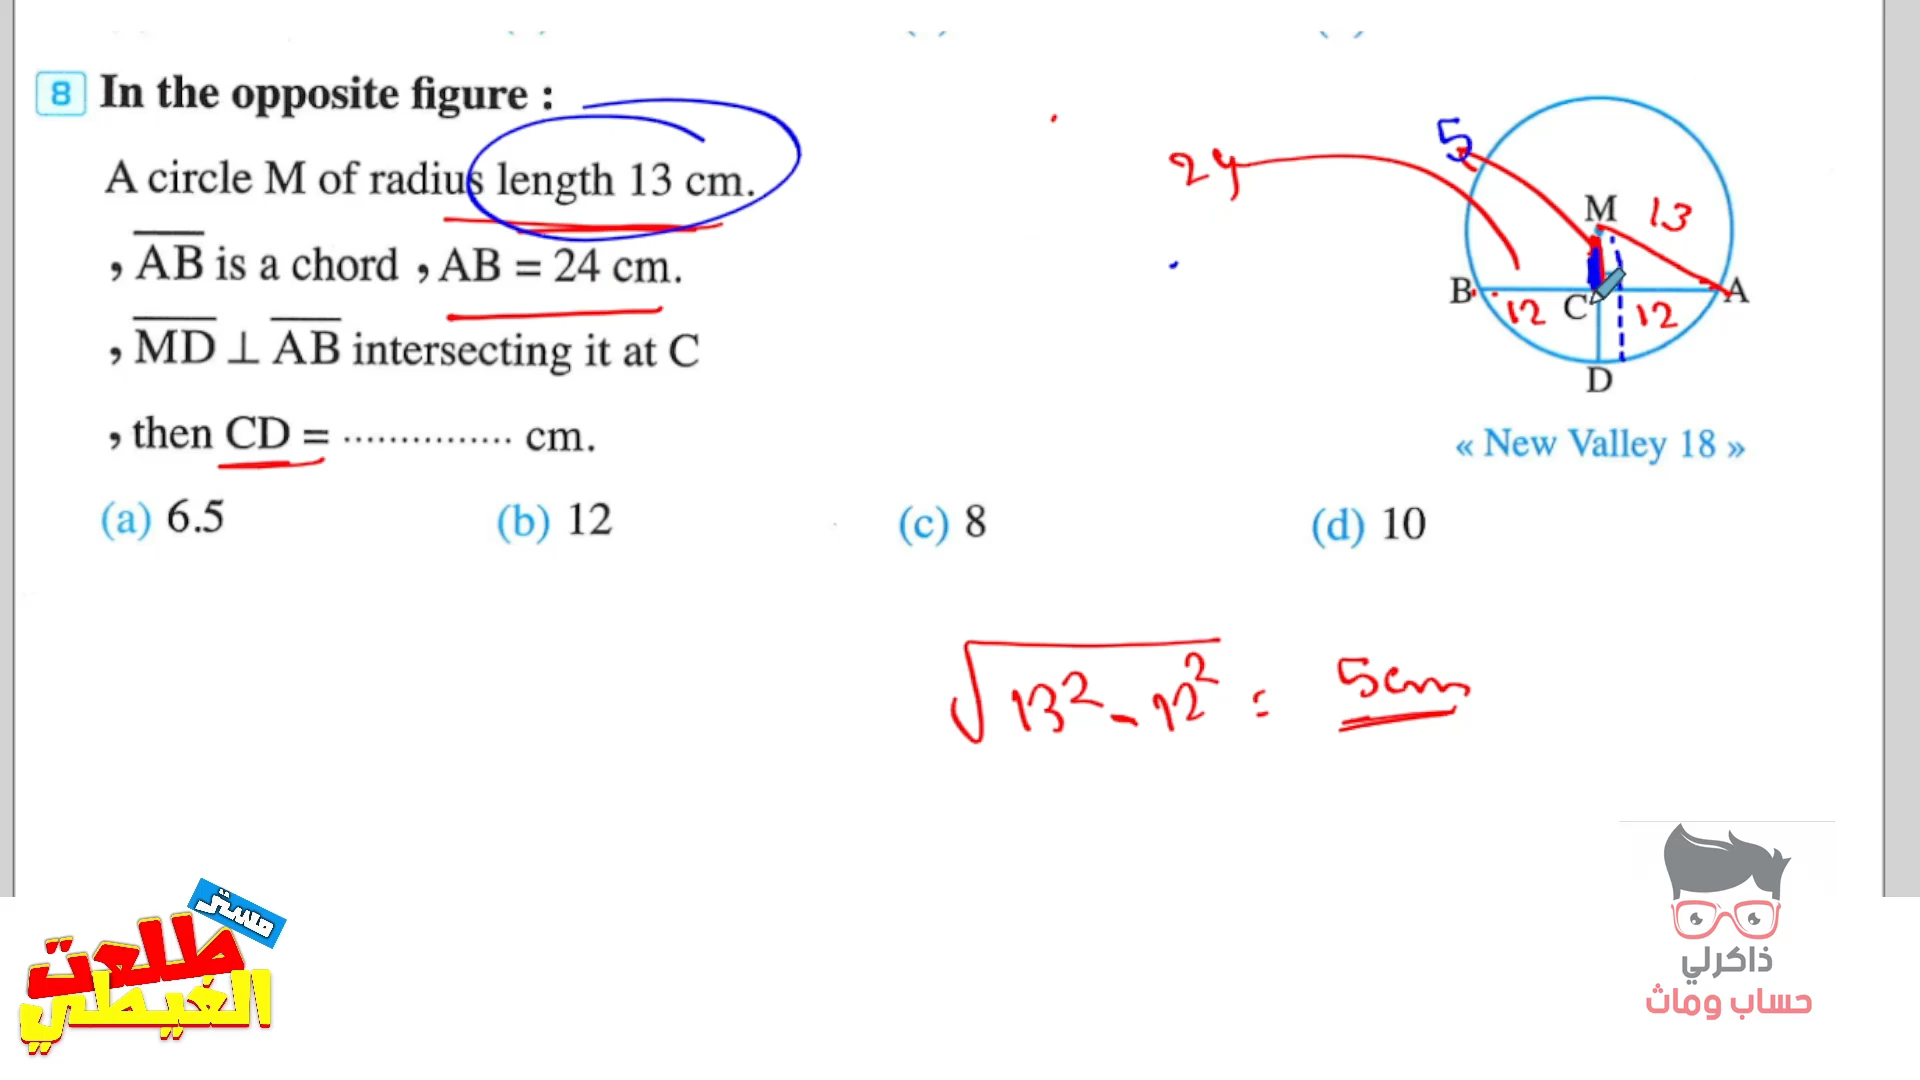 8 In the opposite figure :
A circle M of radius length 13 cm.
, AB is a chord , AB = 24 cm.
, MD ⊥ AB intersecting it at C
, then CD = ............... cm.
(a) 6.5 (b) 12 (c) 8 (d) 10
24
5
M 13
B 12 C 12 A
D
« New Valley 18 »
√13² - 12² = 5cm
مستر
طلعت
الغيطي
ذاكرلي
حساب وماث